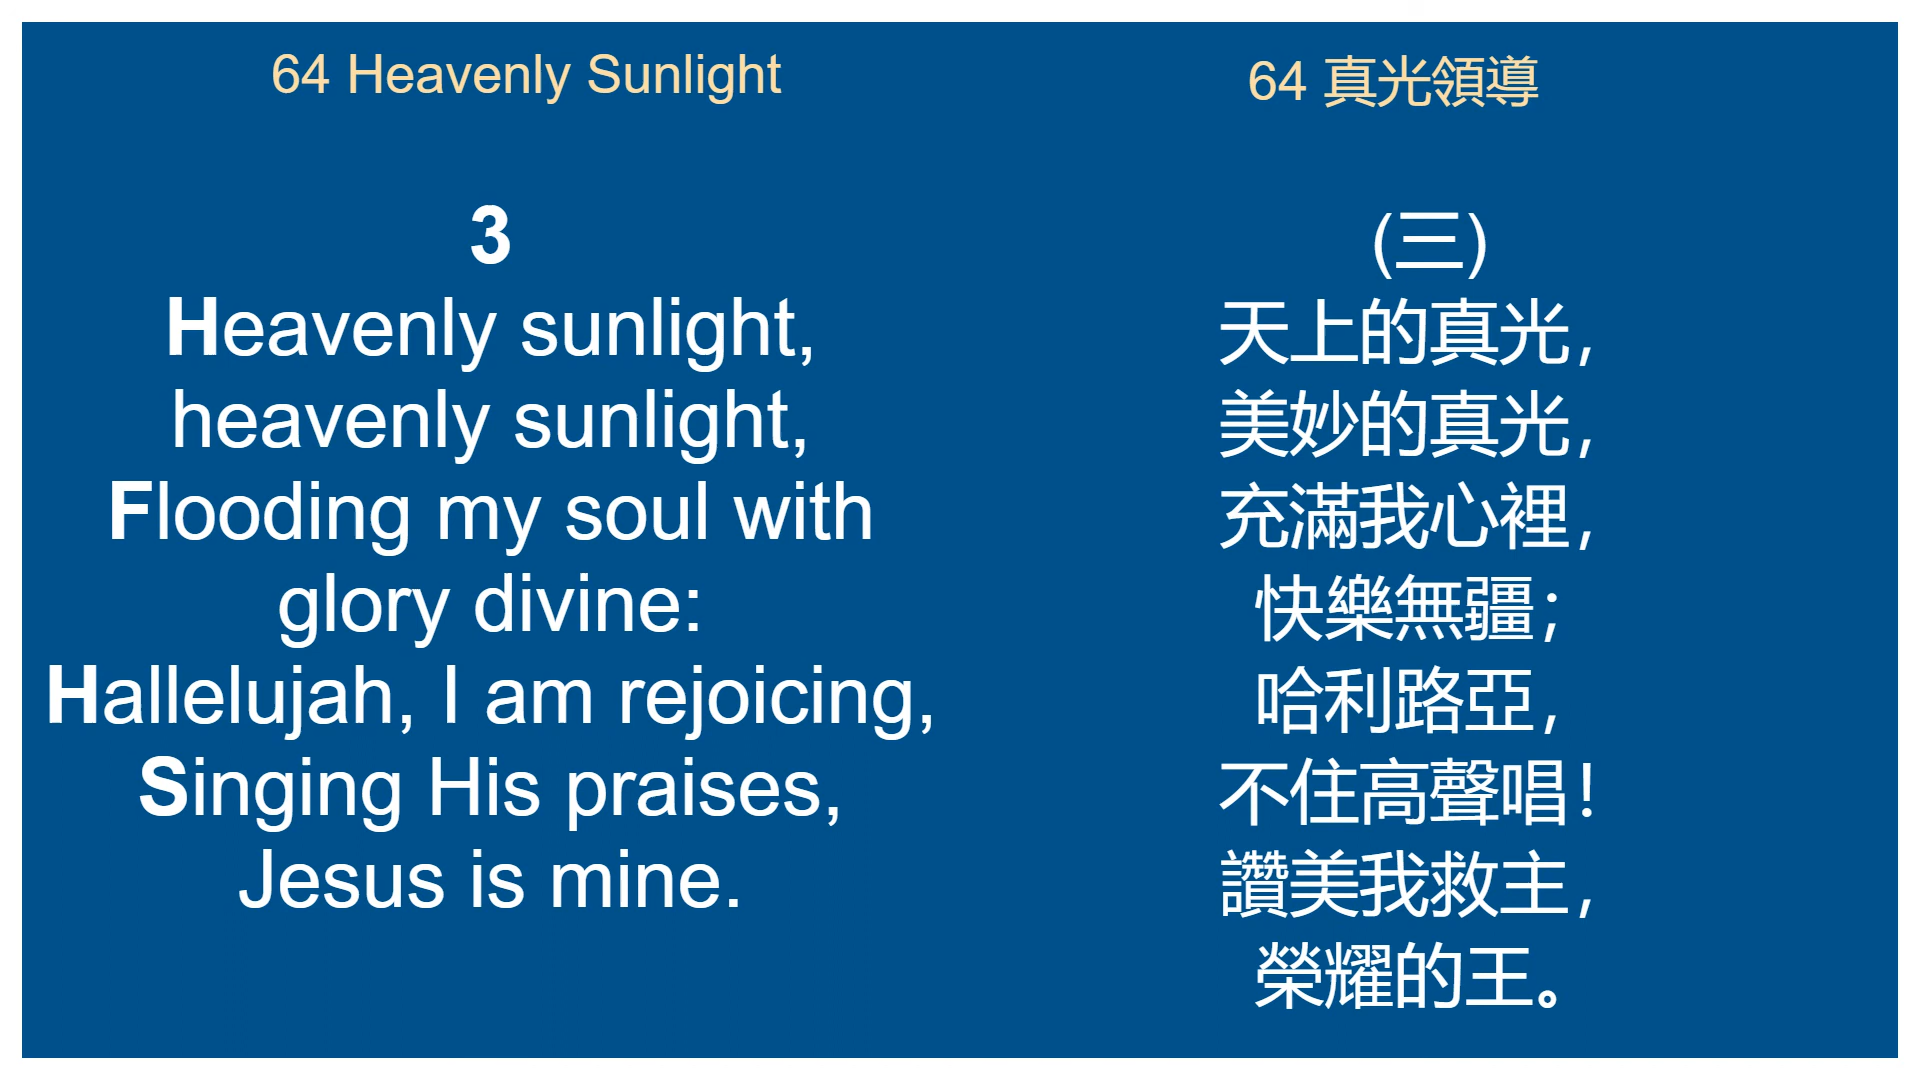 64 Heavenly Sunlight
3
Heavenly sunlight,
heavenly sunlight,
Flooding my soul with
glory divine:
Hallelujah, I am rejoicing,
Singing His praises,
Jesus is mine.
64 真光領導
(三)
天上的真光，
美妙的真光，
充滿我心裡，
快樂無疆；
哈利路亞，
不住高聲唱！
讚美我救主，
榮耀的王。